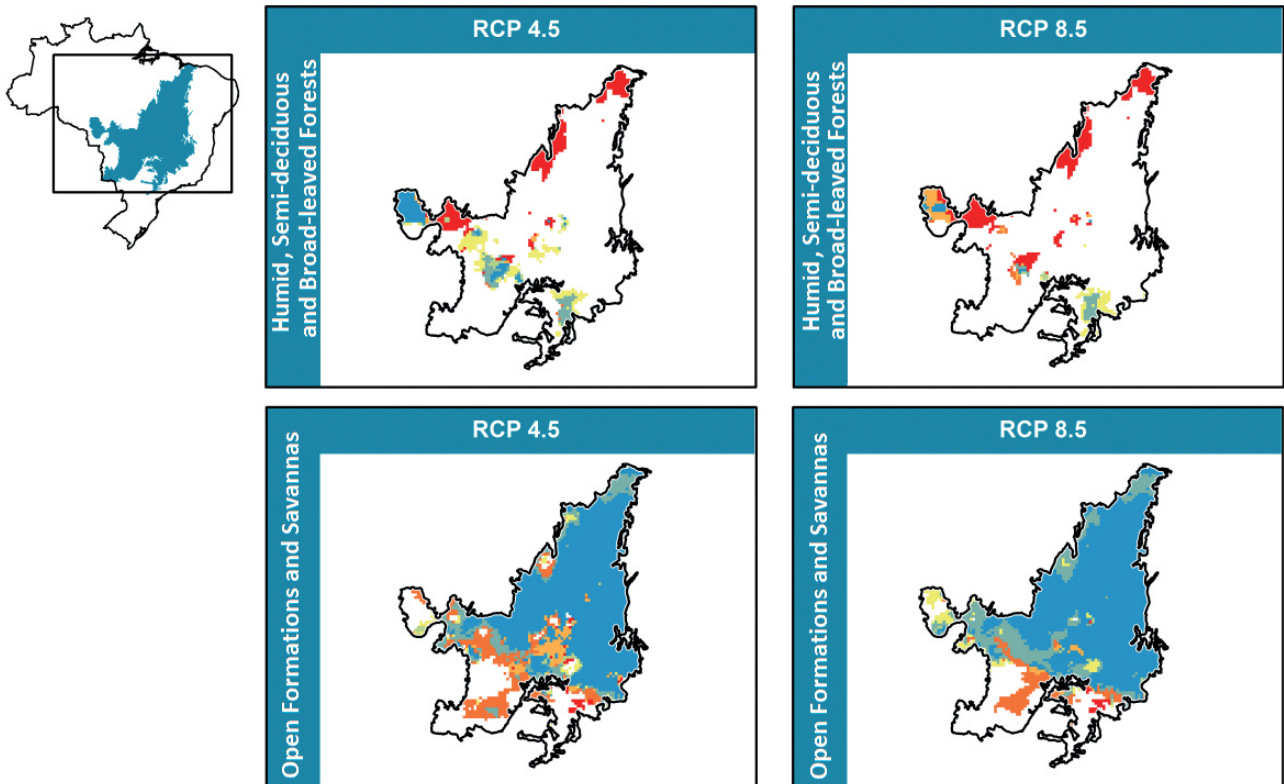 RCP 4.5
Humid, Semi-deciduous
and Broad-leaved Forests
RCP 8.5
Humid, Semi-deciduous
and Broad-leaved Forests
RCP 4.5
Open Formations and Savannas
RCP 8.5
Open Formations and Savannas